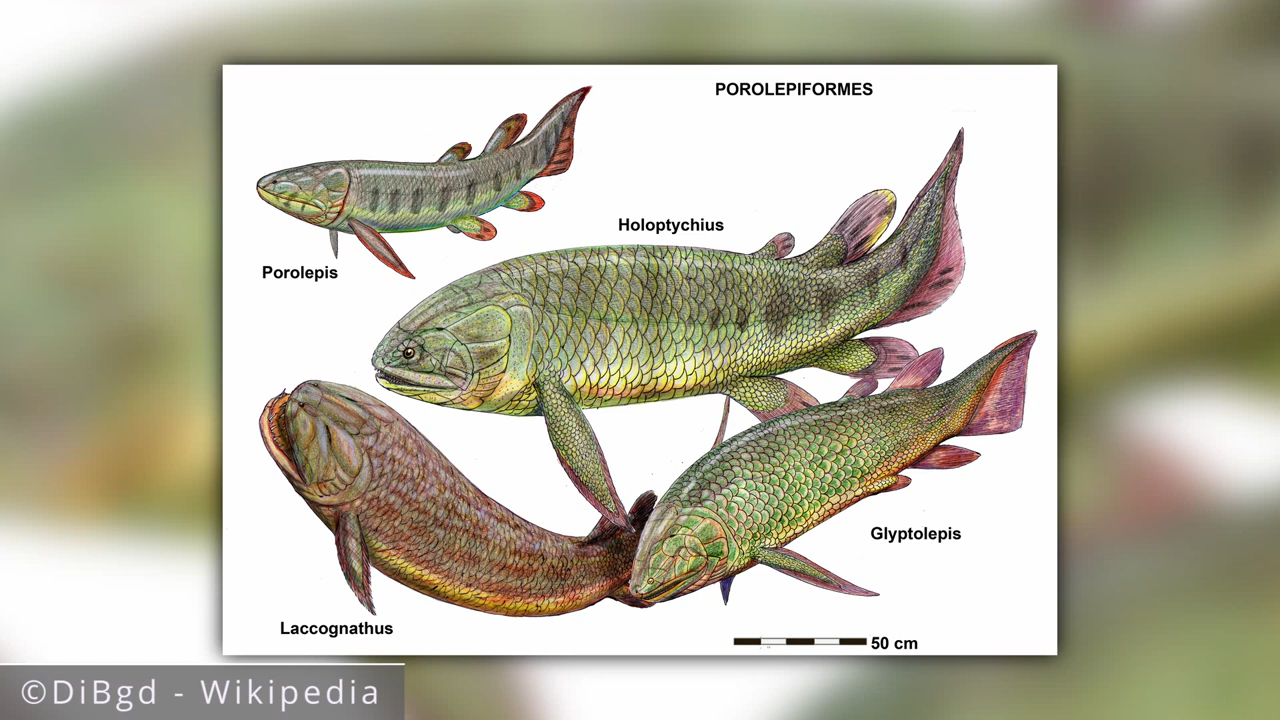 POROLEPIFORMES
Holoptychius
Porolepis
Glyptolepis
Laccognathus
50 cm
©DiBgd - Wikipedia